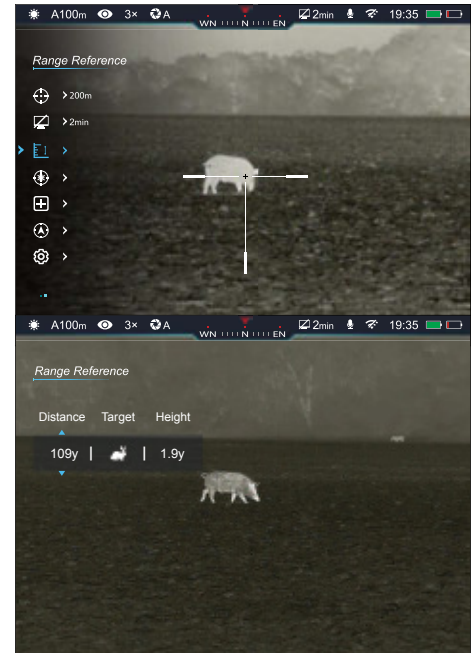 A100m 3× A WN N EN 2min 19:35
Range Reference
200m
2min
A100m 3× A WN N EN 2min 19:35
Range Reference
Distance Target Height
109y | | 1.9y